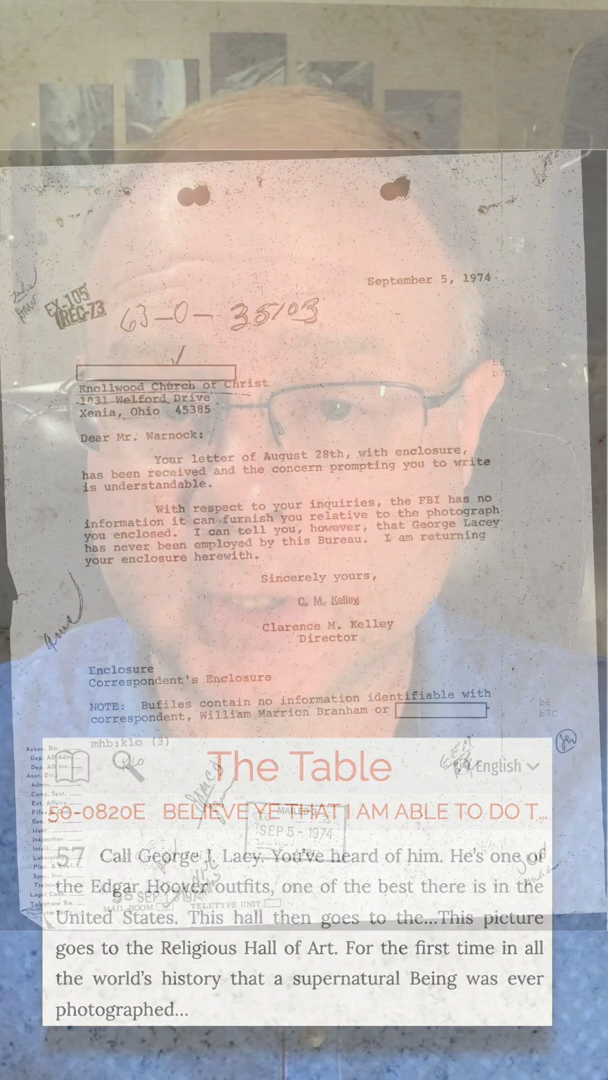 September 5, 1974
EX-105
REC-73
63-0-35103
b6
b7C
Knollwood Church of Christ
1031 Welford Drive
Xenia, Ohio 45385
Dear Mr. Warnock:
Your letter of August 28th, with enclosure,
has been received and the concern prompting you to write
is understandable.
With respect to your inquiries, the FBI has no
information it can furnish you relative to the photograph
you enclosed. I can tell you, however, that George Lacey
has never been employed by this Bureau. I am returning
your enclosure herewith.
Sincerely yours,
C. M. Kelley
Clarence M. Kelley
Director
Enclosure
Correspondent's Enclosure
NOTE: Bufiles contain no information identifiable with
correspondent, William Marrion Branham or
b6
b7C
mhb:klo (3)
The Table
English
50-0820E BELIEVE YE THAT I AM ABLE TO DO T...
SEP 5 - 1974
57 Call George J. Lacy. You've heard of him. He's one of
the Edgar Hoover outfits, one of the best there is in the
United States. This hall then goes to the...This picture
goes to the Religious Hall of Art. For the first time in all
the world's history that a supernatural Being was ever
photographed...
MAIL ROOM
TELETYPE UNIT